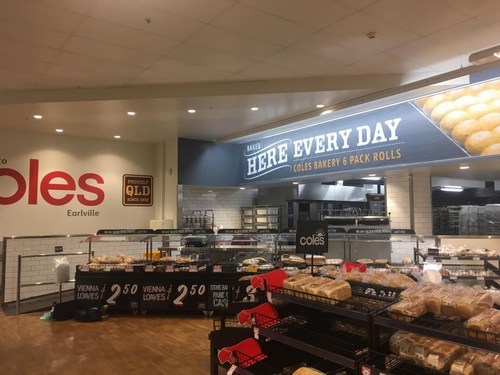 to
oles
Earlville
PROUDLY
QLD
BAKED
HERE EVERY DAY
COLES BAKERY 6 PACK ROLLS
coles
VIENNA
LOAVES
$2.50
VIENNA
LOAVES
$2.50